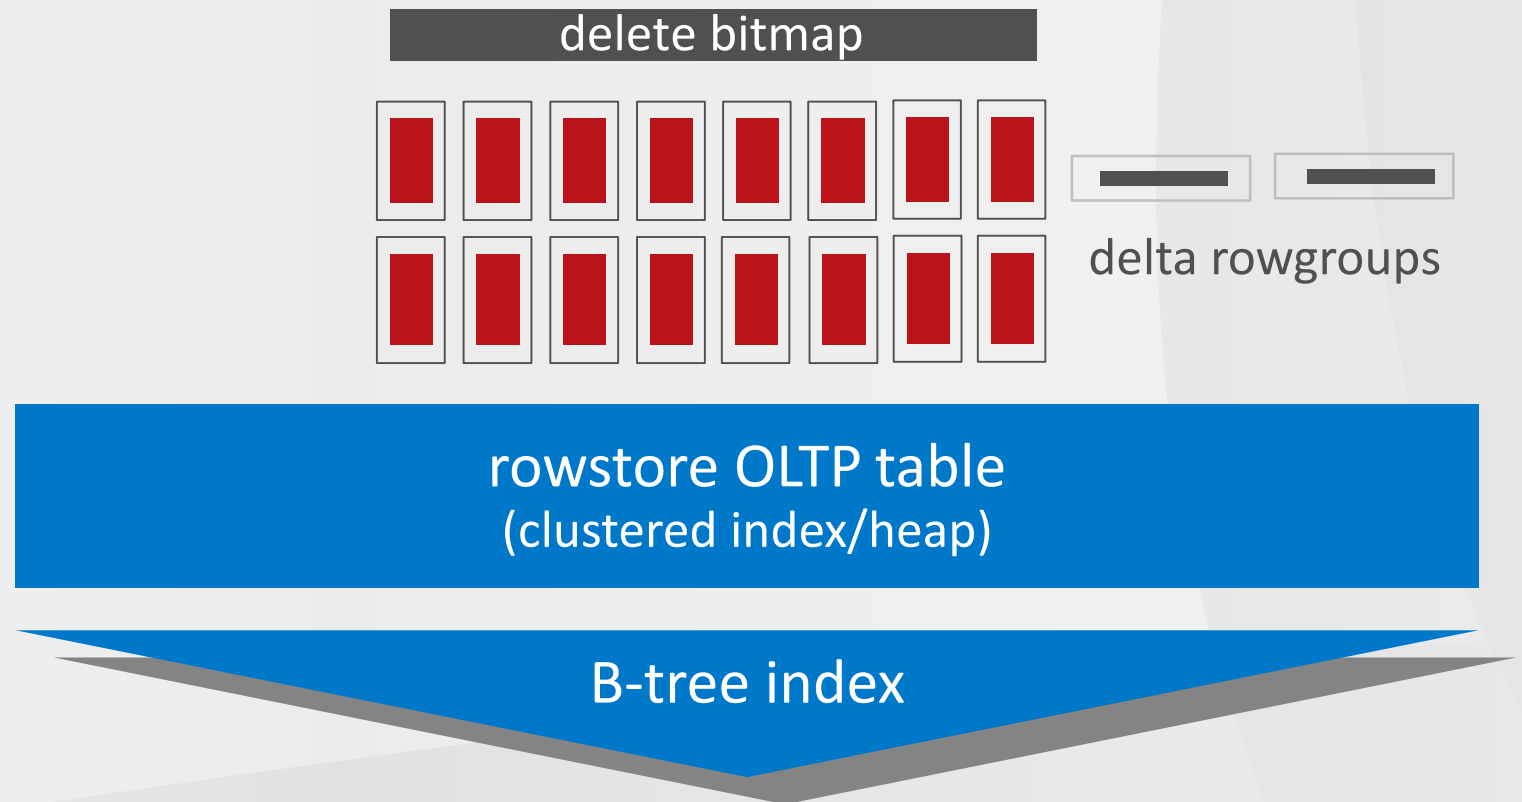 delete bitmap
delta rowgroups
rowstore OLTP table
(clustered index/heap)
B-tree index